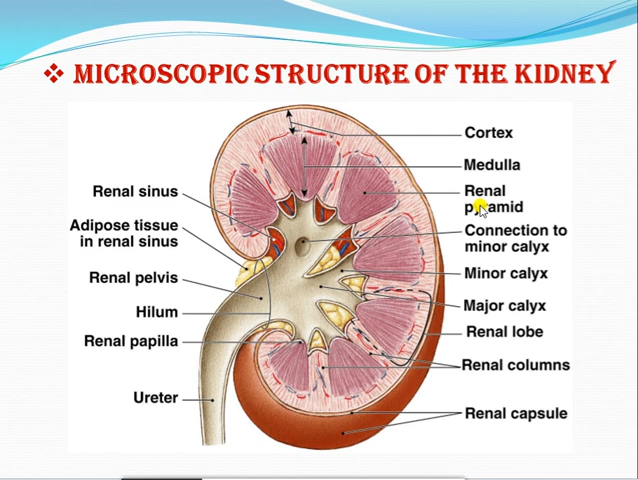 ❖ MICROSCOPIC STRUCTURE OF THE KIDNEY
Cortex
Medulla
Renal
pyramid
Connection to
minor calyx
Minor calyx
Major calyx
Renal lobe
Renal columns
Renal capsule
Renal sinus
Adipose tissue
in renal sinus
Renal pelvis
Hilum
Renal papilla
Ureter